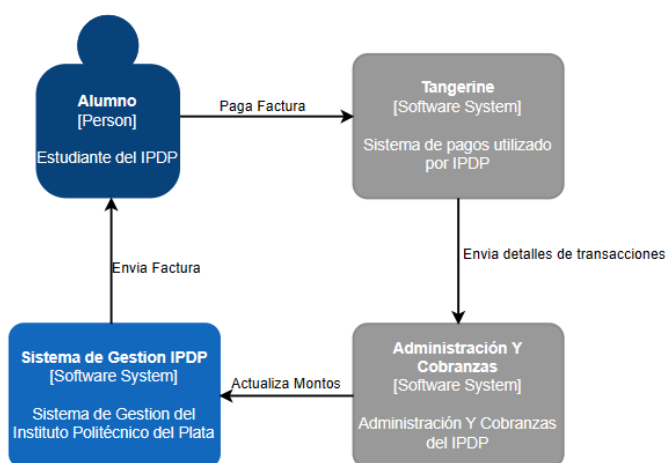 Alumno
[Person]
Estudiante del IPDP
Paga Factura
Tangerine
[Software System]
Sistema de pagos utilizado
por IPDP
Envia detalles de transacciones
Envia Factura
Sistema de Gestion IPDP
[Software System]
Sistema de Gestion del
Instituto Politécnico del Plata
Actualiza Montos
Administración Y
Cobranzas
[Software System]
Administración Y Cobranzas
del IPDP